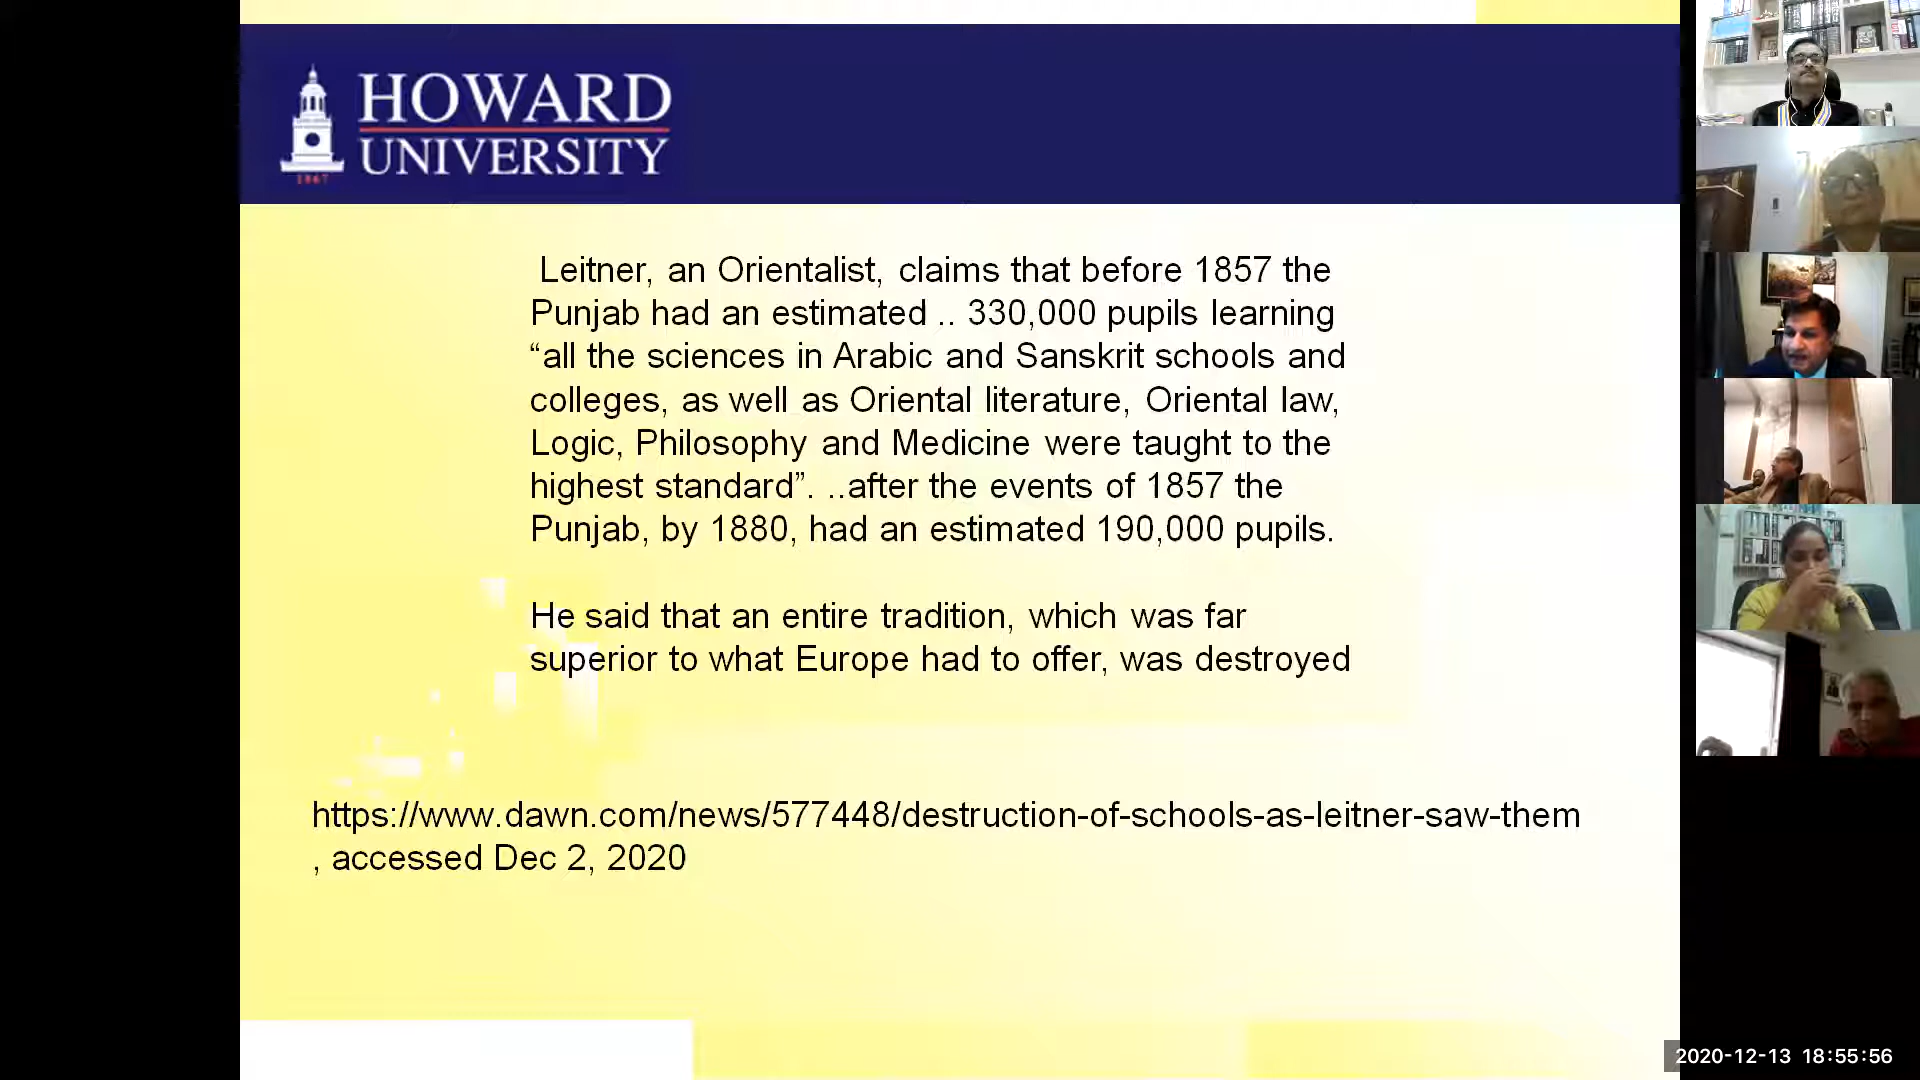 HOWARD
UNIVERSITY
1867
Leitner, an Orientalist, claims that before 1857 the
Punjab had an estimated .. 330,000 pupils learning
“all the sciences in Arabic and Sanskrit schools and
colleges, as well as Oriental literature, Oriental law,
Logic, Philosophy and Medicine were taught to the
highest standard”. ..after the events of 1857 the
Punjab, by 1880, had an estimated 190,000 pupils.
He said that an entire tradition, which was far
superior to what Europe had to offer, was destroyed
https://www.dawn.com/news/577448/destruction-of-schools-as-leitner-saw-them
, accessed Dec 2, 2020
2020-12-13 18:55:56